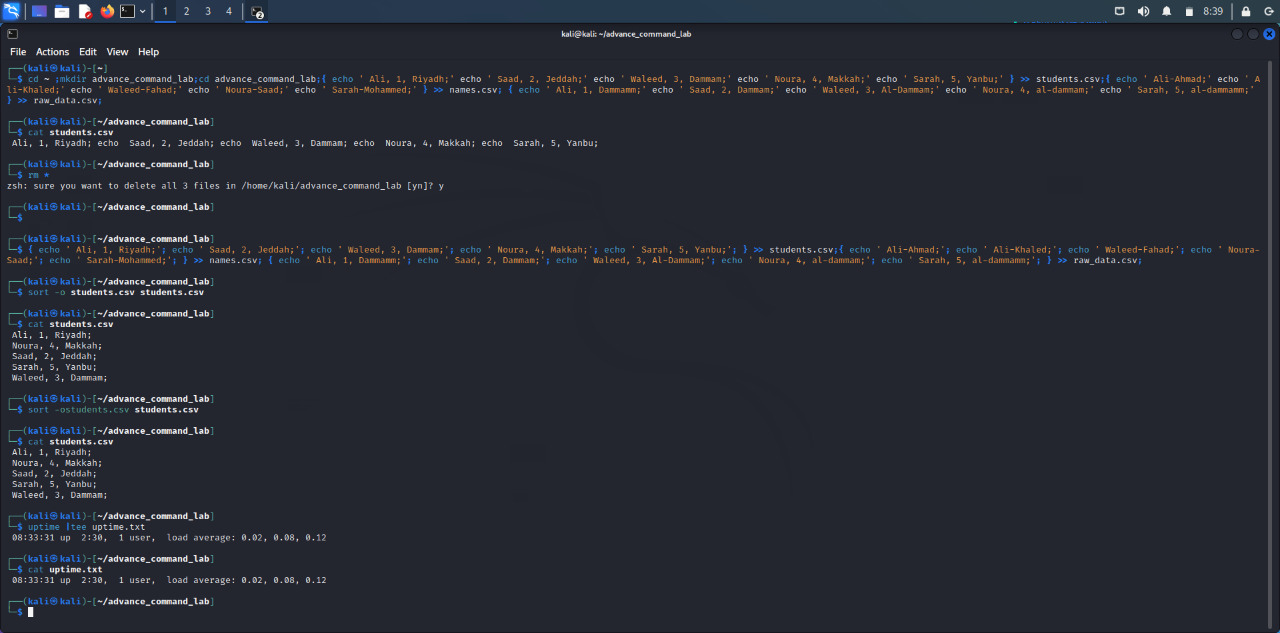 1 2 3 4 2 8:39
kali@kali: ~/advance_command_lab
File Actions Edit View Help
┌──(kali㉿kali)-[~]
└─$ cd ~ ;mkdir advance_command_lab;cd advance_command_lab;{ echo ' Ali, 1, Riyadh;' echo ' Saad, 2, Jeddah;' echo ' Waleed, 3, Dammam;' echo ' Noura, 4, Makkah;' echo ' Sarah, 5, Yanbu;' } >> students.csv;{ echo ' Ali-Ahmad;' echo ' A
li-Khaled;' echo ' Waleed-Fahad;' echo ' Noura-Saad;' echo ' Sarah-Mohammed;' } >> names.csv; { echo ' Ali, 1, Dammamm;' echo ' Saad, 2, Dammam;' echo ' Waleed, 3, Al-Dammam;' echo ' Noura, 4, al-dammam;' echo ' Sarah, 5, al-dammamm;'
} >> raw_data.csv;
┌──(kali㉿kali)-[~/advance_command_lab]
└─$ cat students.csv
Ali, 1, Riyadh; echo  Saad, 2, Jeddah; echo  Waleed, 3, Dammam; echo  Noura, 4, Makkah; echo  Sarah, 5, Yanbu;
┌──(kali㉿kali)-[~/advance_command_lab]
└─$ rm *
zsh: sure you want to delete all 3 files in /home/kali/advance_command_lab [yn]? y
┌──(kali㉿kali)-[~/advance_command_lab]
└─$
┌──(kali㉿kali)-[~/advance_command_lab]
└─$ { echo ' Ali, 1, Riyadh;'; echo ' Saad, 2, Jeddah;'; echo ' Waleed, 3, Dammam;'; echo ' Noura, 4, Makkah;'; echo ' Sarah, 5, Yanbu;'; } >> students.csv;{ echo ' Ali-Ahmad;'; echo ' Ali-Khaled;'; echo ' Waleed-Fahad;'; echo ' Noura-
Saad;'; echo ' Sarah-Mohammed;'; } >> names.csv; { echo ' Ali, 1, Dammamm;'; echo ' Saad, 2, Dammam;'; echo ' Waleed, 3, Al-Dammam;'; echo ' Noura, 4, al-dammam;'; echo ' Sarah, 5, al-dammamm;'; } >> raw_data.csv;
┌──(kali㉿kali)-[~/advance_command_lab]
└─$ sort -o students.csv students.csv
┌──(kali㉿kali)-[~/advance_command_lab]
└─$ cat students.csv
Ali, 1, Riyadh;
Noura, 4, Makkah;
Saad, 2, Jeddah;
Sarah, 5, Yanbu;
Waleed, 3, Dammam;
┌──(kali㉿kali)-[~/advance_command_lab]
└─$ sort -ostudents.csv students.csv
┌──(kali㉿kali)-[~/advance_command_lab]
└─$ cat students.csv
Ali, 1, Riyadh;
Noura, 4, Makkah;
Saad, 2, Jeddah;
Sarah, 5, Yanbu;
Waleed, 3, Dammam;
┌──(kali㉿kali)-[~/advance_command_lab]
└─$ uptime |tee uptime.txt
08:33:31 up  2:30,  1 user,  load average: 0.02, 0.08, 0.12
┌──(kali㉿kali)-[~/advance_command_lab]
└─$ cat uptime.txt
08:33:31 up  2:30,  1 user,  load average: 0.02, 0.08, 0.12
┌──(kali㉿kali)-[~/advance_command_lab]
└─$